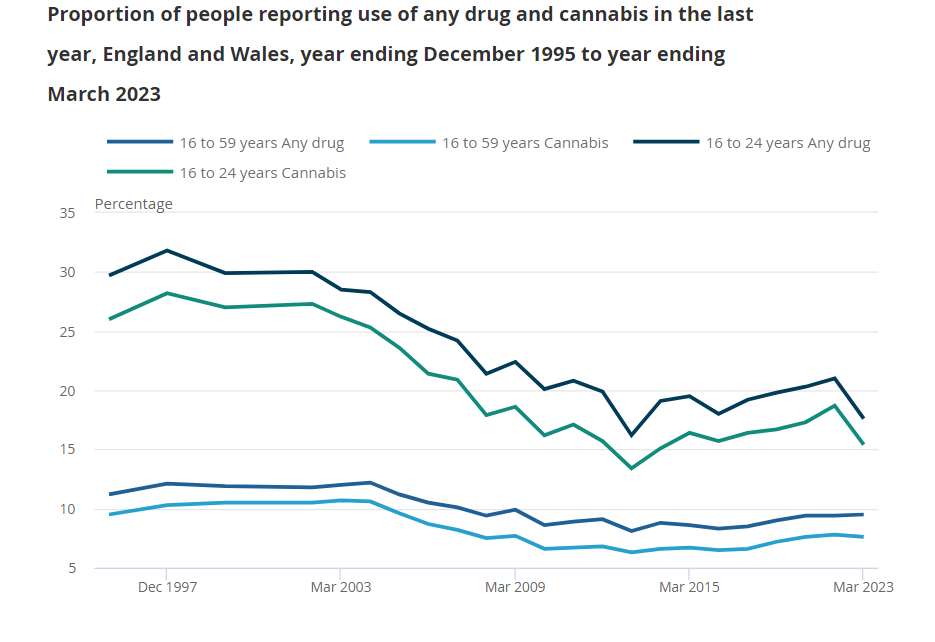 Proportion of people reporting use of any drug and cannabis in the last
year, England and Wales, year ending December 1995 to year ending
March 2023
16 to 59 years Any drug 16 to 59 years Cannabis 16 to 24 years Any drug
16 to 24 years Cannabis
Percentage
35
30
25
20
15
10
5
Dec 1997 Mar 2003 Mar 2009 Mar 2015 Mar 2023